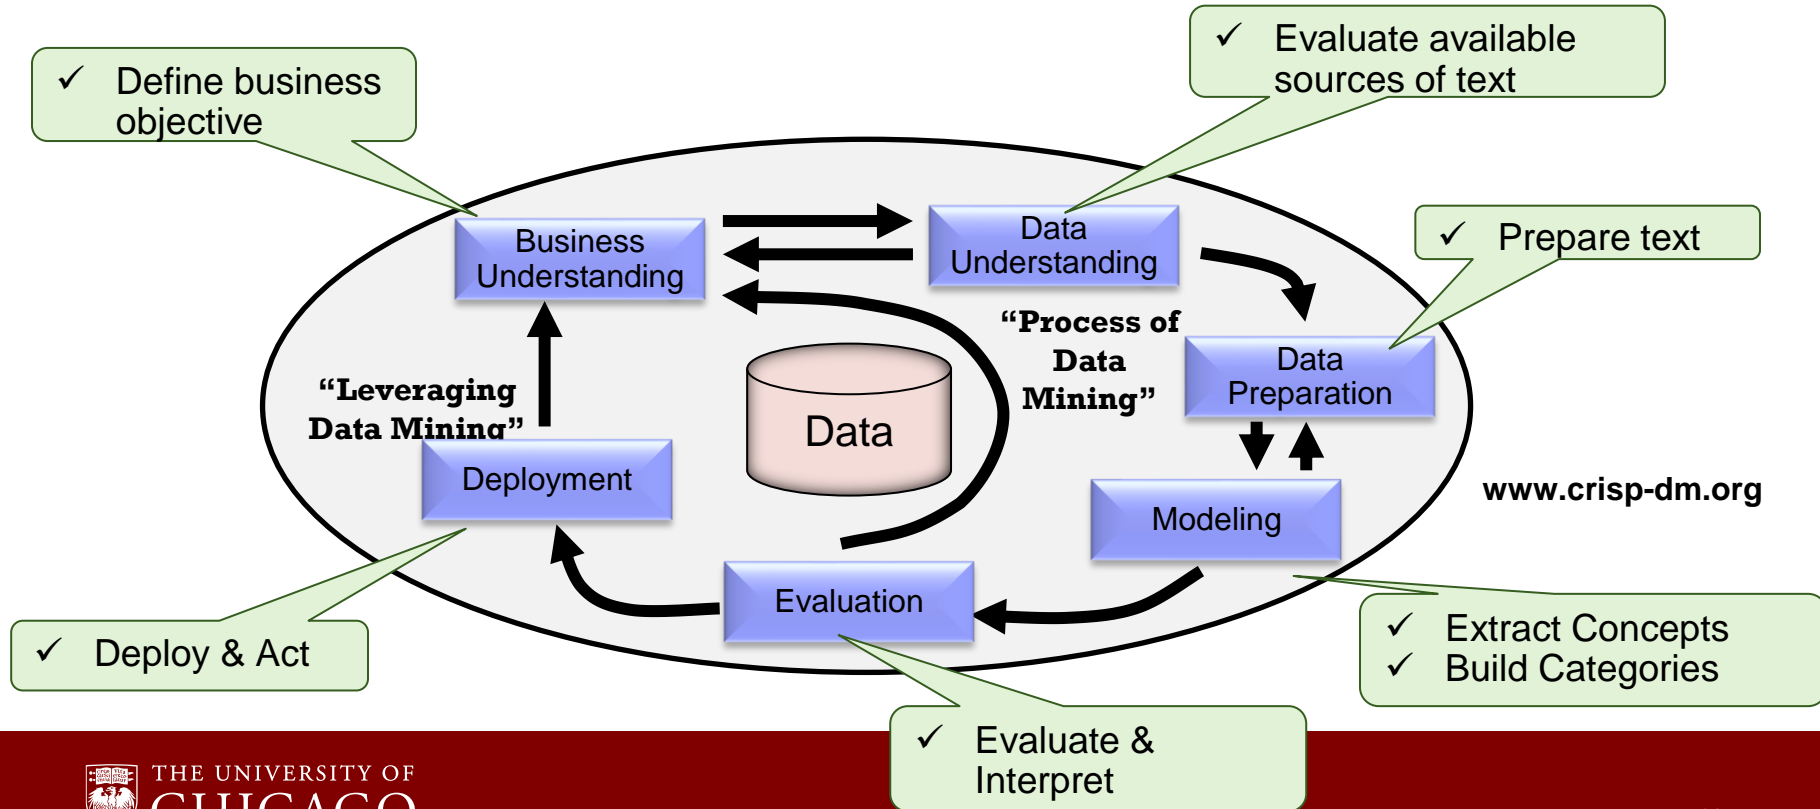 ✓ Define business
objective
✓ Evaluate available
sources of text
✓ Prepare text
Business
Understanding
Data
Understanding
“Process of
Data
Mining”
Data
Preparation
“Leveraging
Data Mining”
Data
Deployment
Modeling
www.crisp-dm.org
Evaluation
✓ Deploy & Act
✓ Extract Concepts
✓ Build Categories
✓ Evaluate &
Interpret
THE UNIVERSITY OF
CHICAGO